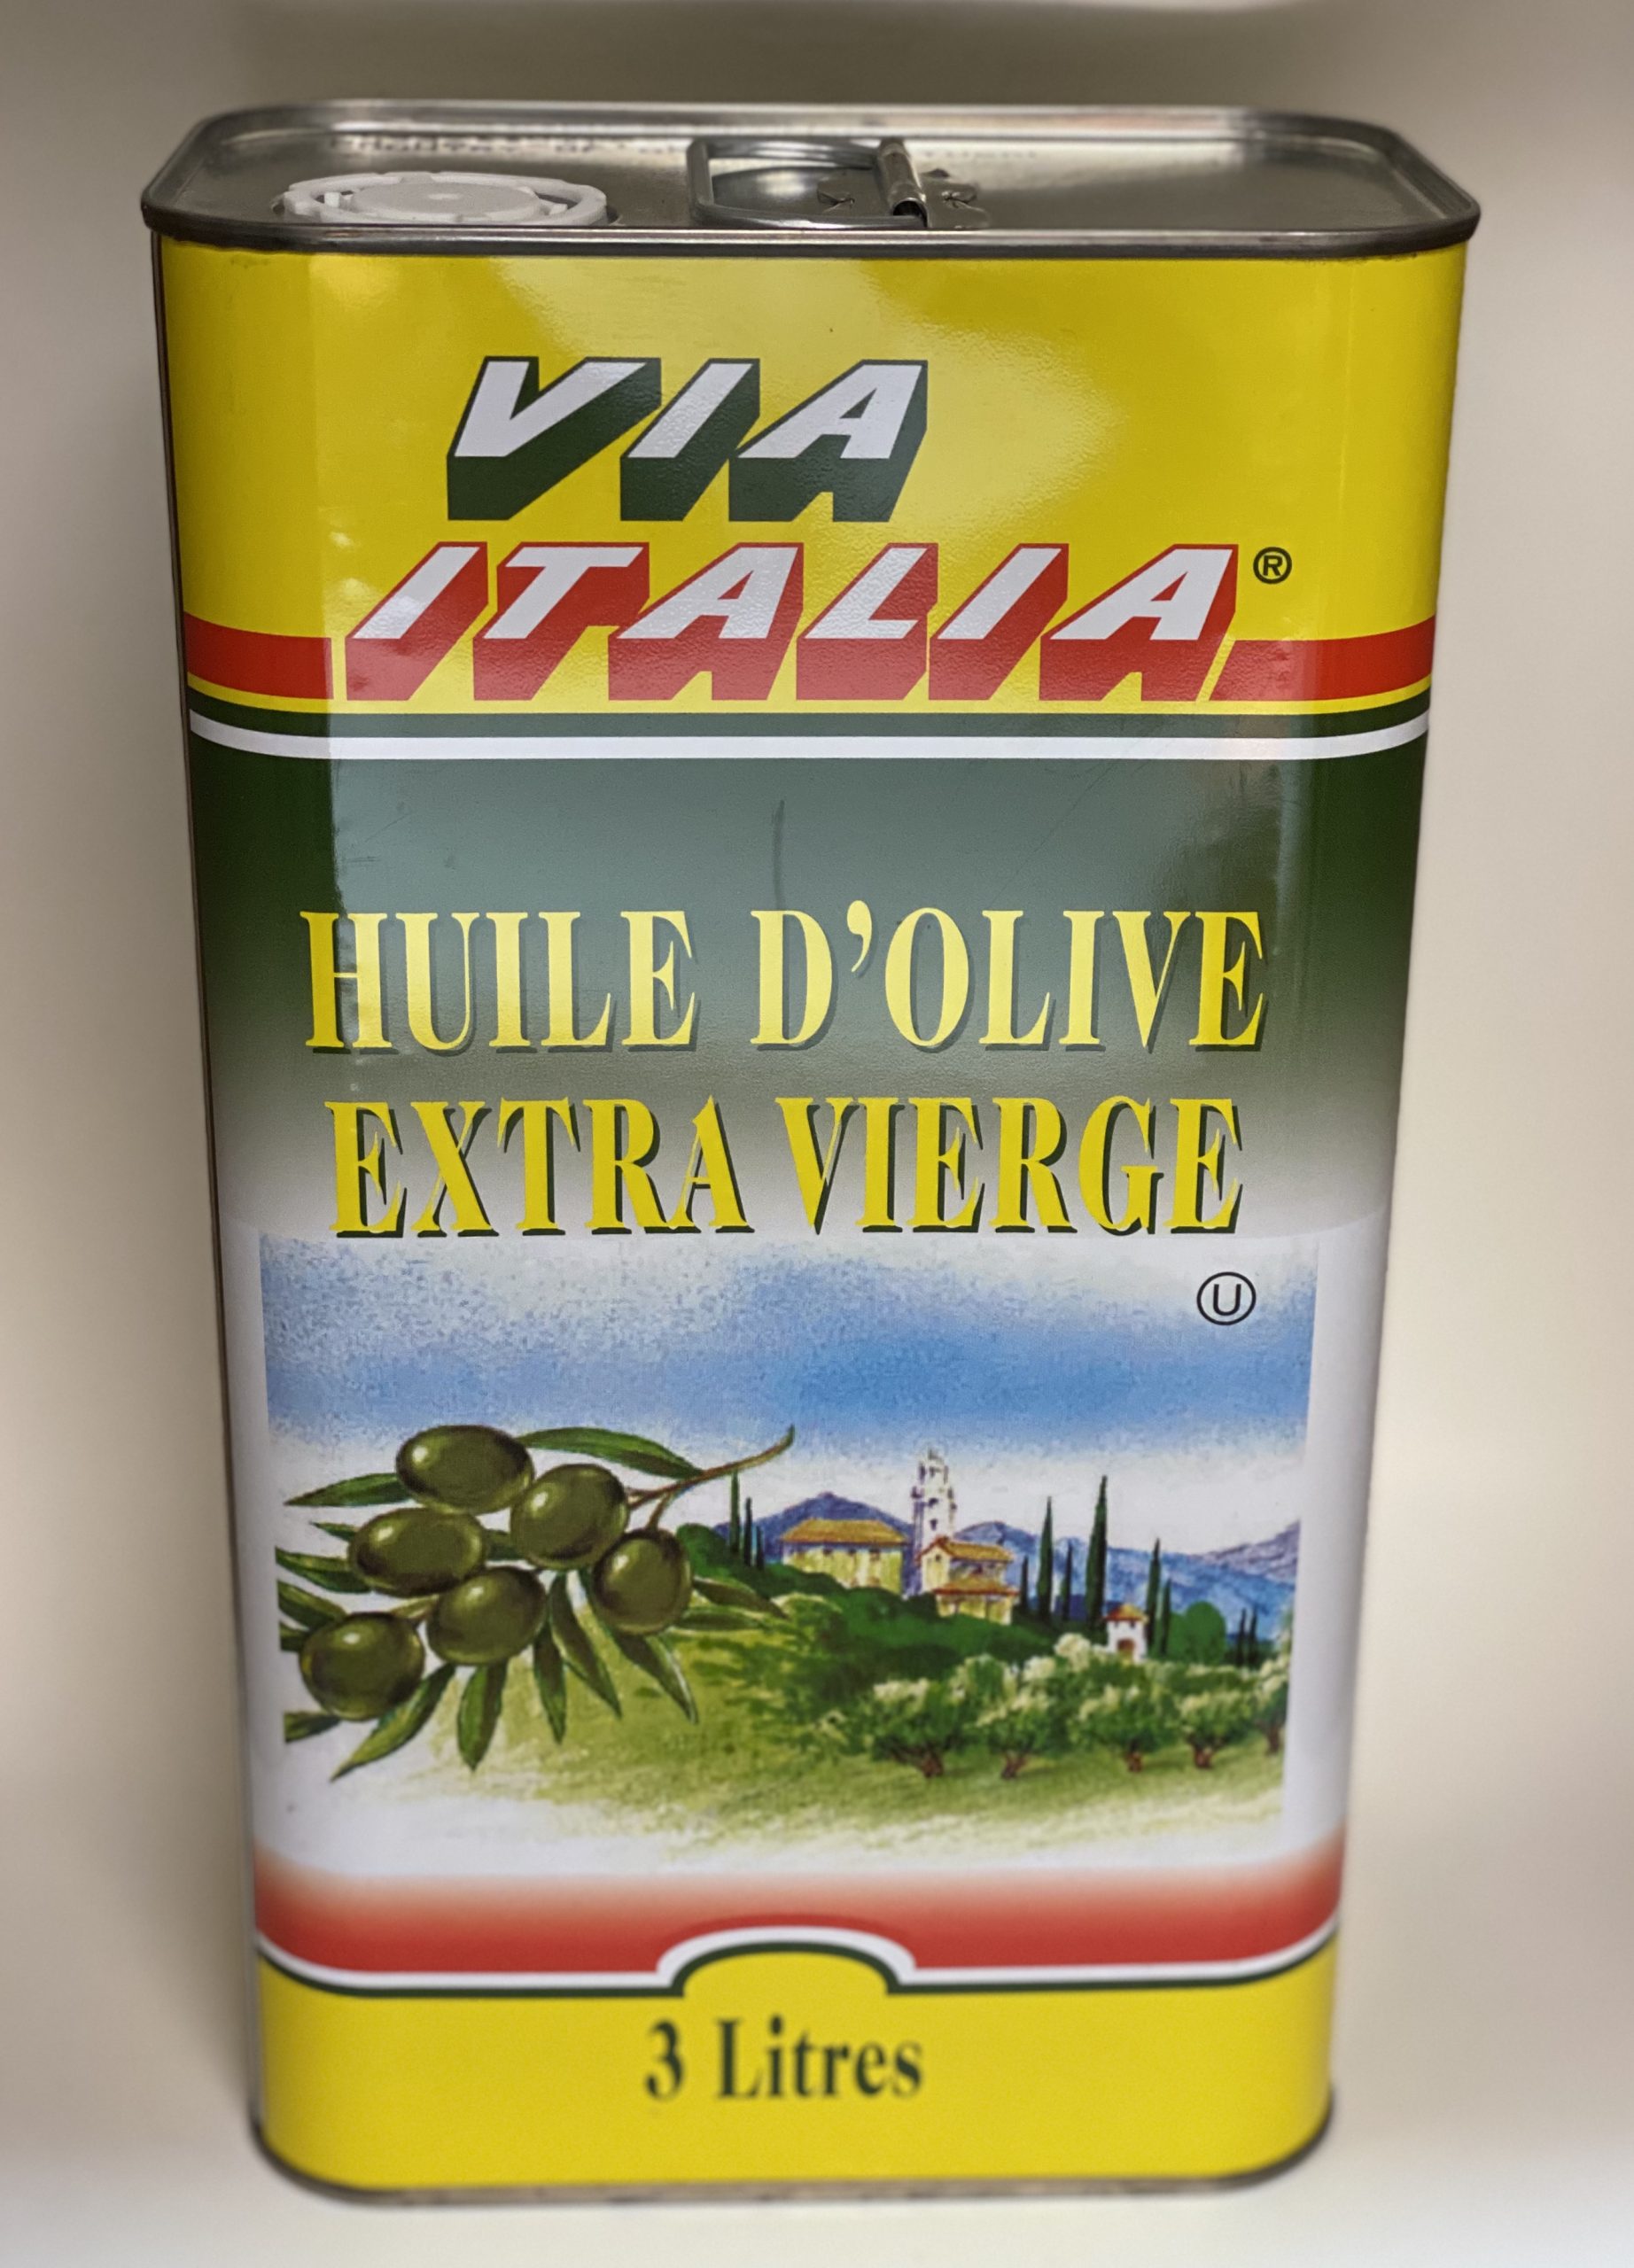 VIA
ITALIA®
HUILE D’OLIVE
EXTRA VIERGE
Ⓤ
3 Litres